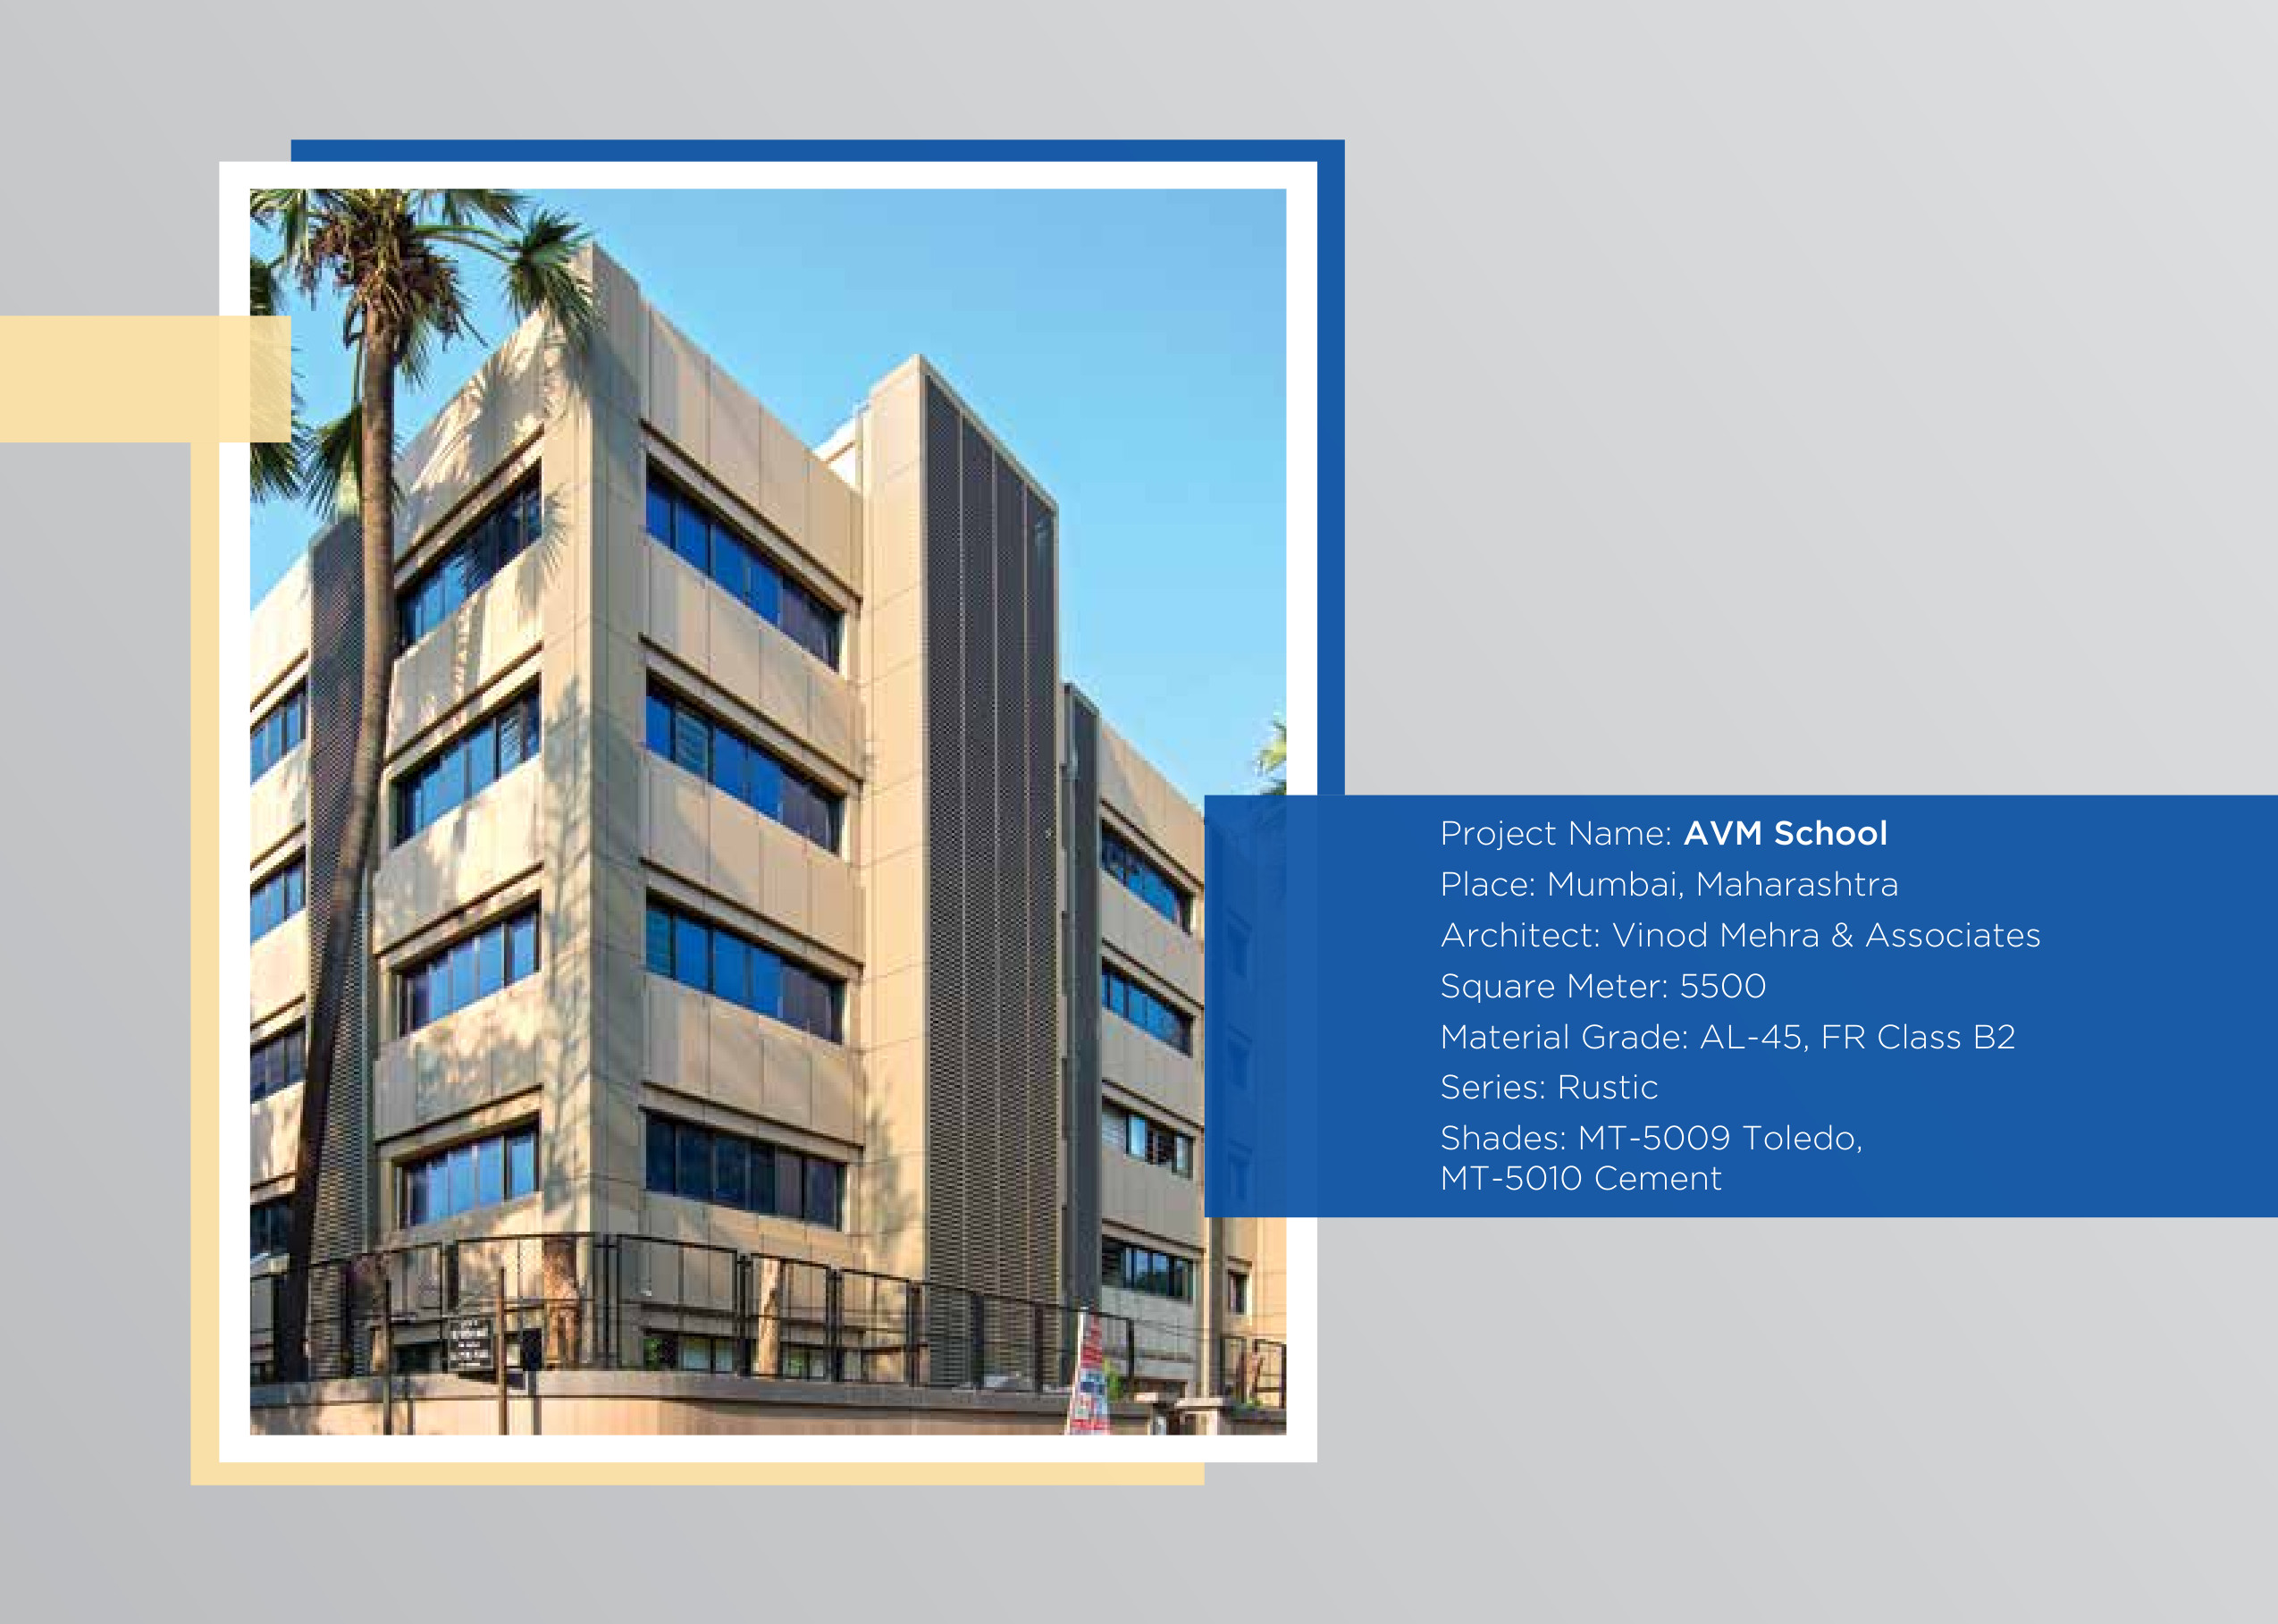 Project Name: AVM School
Place: Mumbai, Maharashtra
Architect: Vinod Mehra & Associates
Square Meter: 5500
Material Grade: AL-45, FR Class B2
Series: Rustic
Shades: MT-5009 Toledo,
MT-5010 Cement